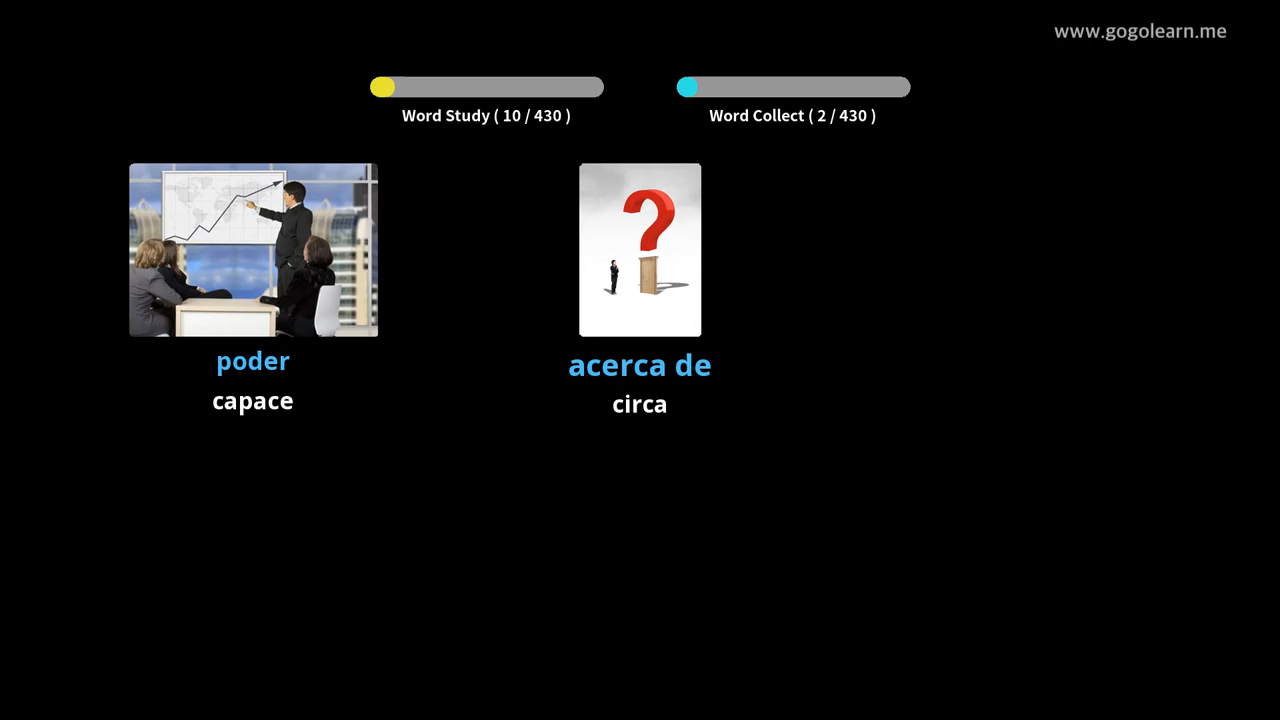 www.gogolearn.me
Word Study ( 10 / 430 )
Word Collect ( 2 / 430 )
poder
capace
acerca de
circa